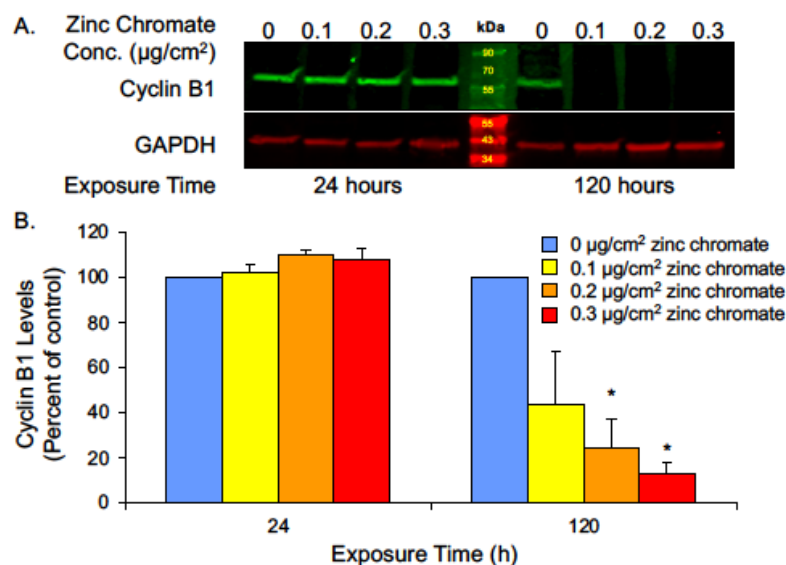 A. Zinc Chromate 0 0.1 0.2 0.3 kDa 0 0.1 0.2 0.3
Conc. (µg/cm²)
90
70
Cyclin B1
55
55
GAPDH 43
34
Exposure Time 24 hours 120 hours
B.
Cyclin B1 Levels
(Percent of control)
120
100
80
60
40
20
0
0 µg/cm² zinc chromate
0.1 µg/cm² zinc chromate
0.2 µg/cm² zinc chromate
0.3 µg/cm² zinc chromate
* *
24 120
Exposure Time (h)